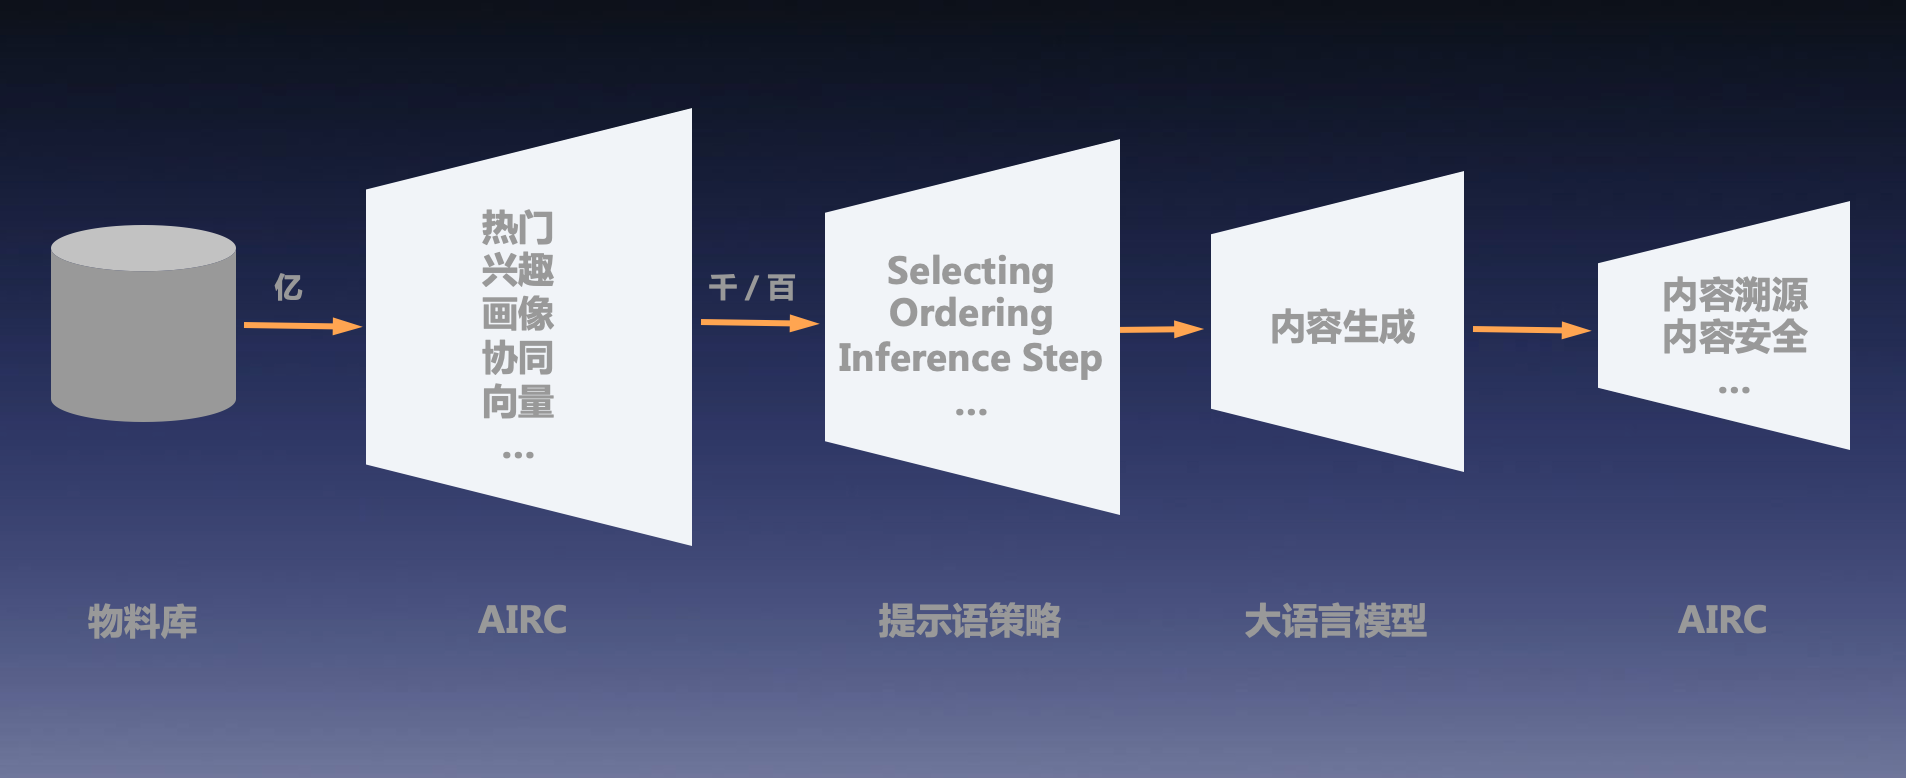 亿
热门
兴趣
画像
协同
向量
...
千 / 百
Selecting
Ordering
Inference Step
...
内容生成
内容溯源
内容安全
...
物料库
AIRC
提示语策略
大语言模型
AIRC